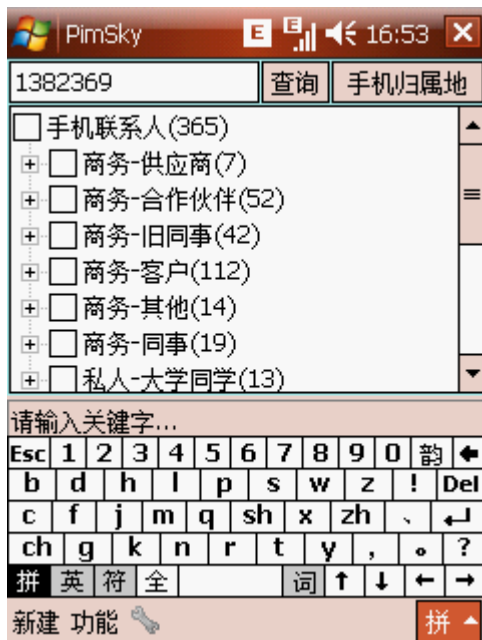 PimSky E E 16:53
1382369 查询 手机归属地
手机联系人(365)
商务-供应商(7)
商务-合作伙伴(52)
商务-旧同事(42)
商务-客户(112)
商务-其他(14)
商务-同事(19)
私人-大学同学(13)
请输入关键字...
Esc 1 2 3 4 5 6 7 8 9 0 韵
b d h l p s w z ! Del
c f j m q sh x zh 、
ch g k n r t y , 。 ?
拼 英 符 全 词 ↑ ↓ ← →
新建 功能 拼